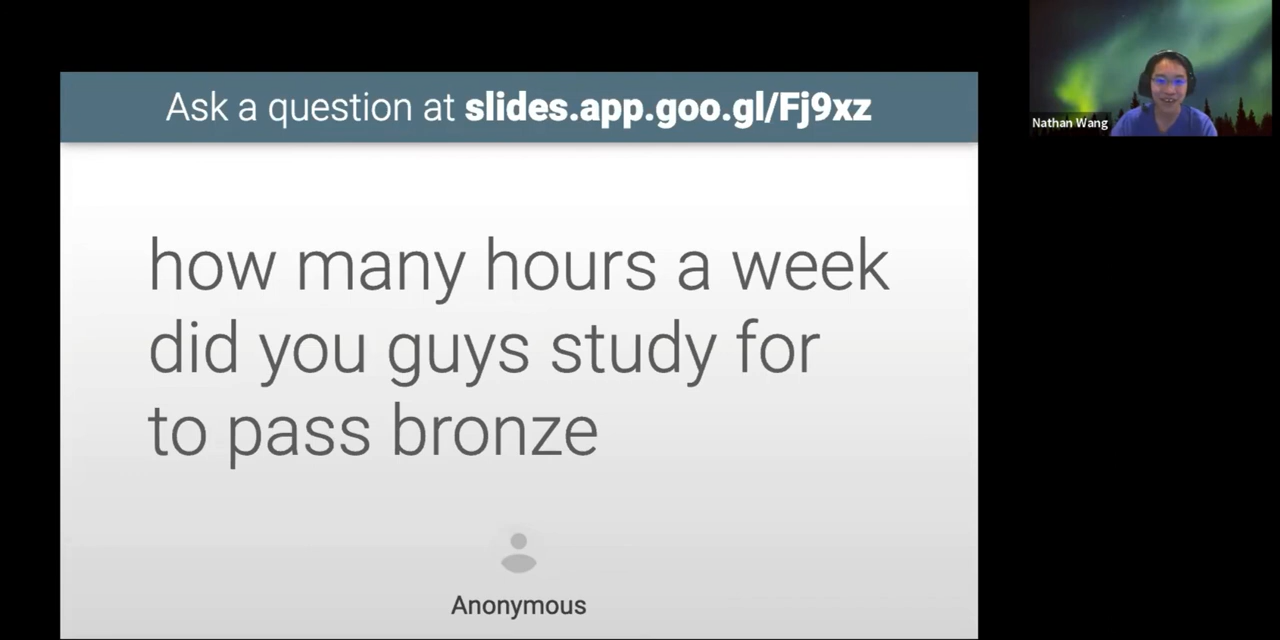 Ask a question at slides.app.goo.gl/Fj9xz
how many hours a week
did you guys study for
to pass bronze
Anonymous
Nathan Wang